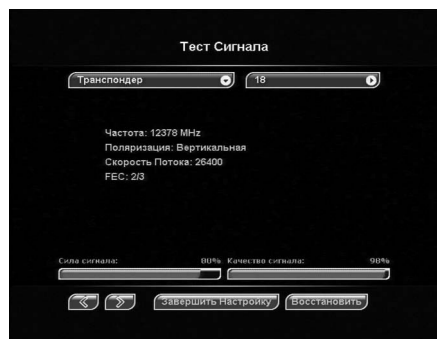 Тест Сигнала
Транспондер 18
Частота: 12378 MHz
Поляризация: Вертикальная
Скорость Потока: 26400
FEC: 2/3
Сила сигнала: 80% Качество сигнала: 98%
Завершить Настройку Восстановить